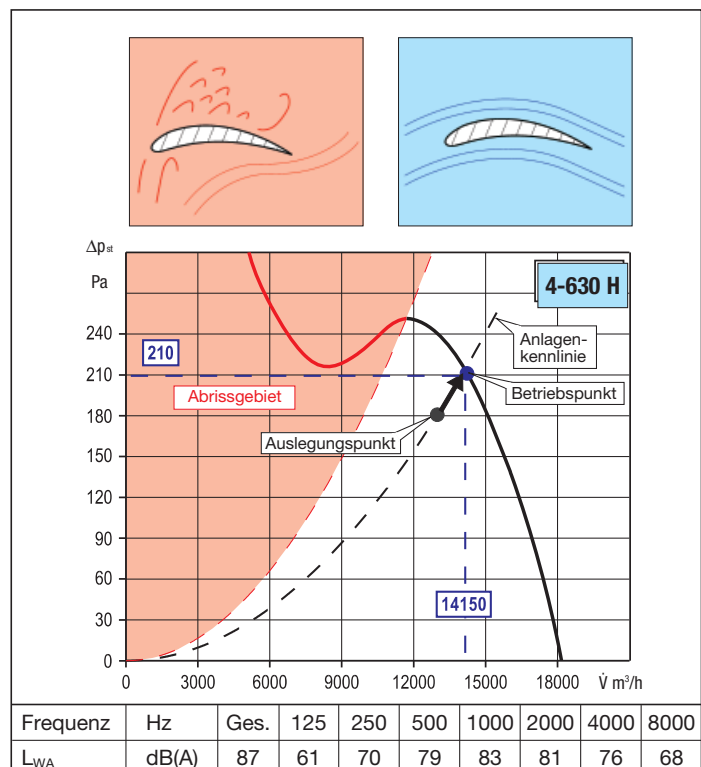 Δpst
Pa
4-630 H
240
210
180
150
120
90
60
30
0
210
Abrissgebiet
Auslegungspunkt
Anlagen-
kennlinie
Betriebspunkt
14150
0 3000 6000 9000 12000 15000 18000 V̇ m³/h
Frequenz Hz Ges. 125 250 500 1000 2000 4000 8000
LWA dB(A) 87 61 70 79 83 81 76 68